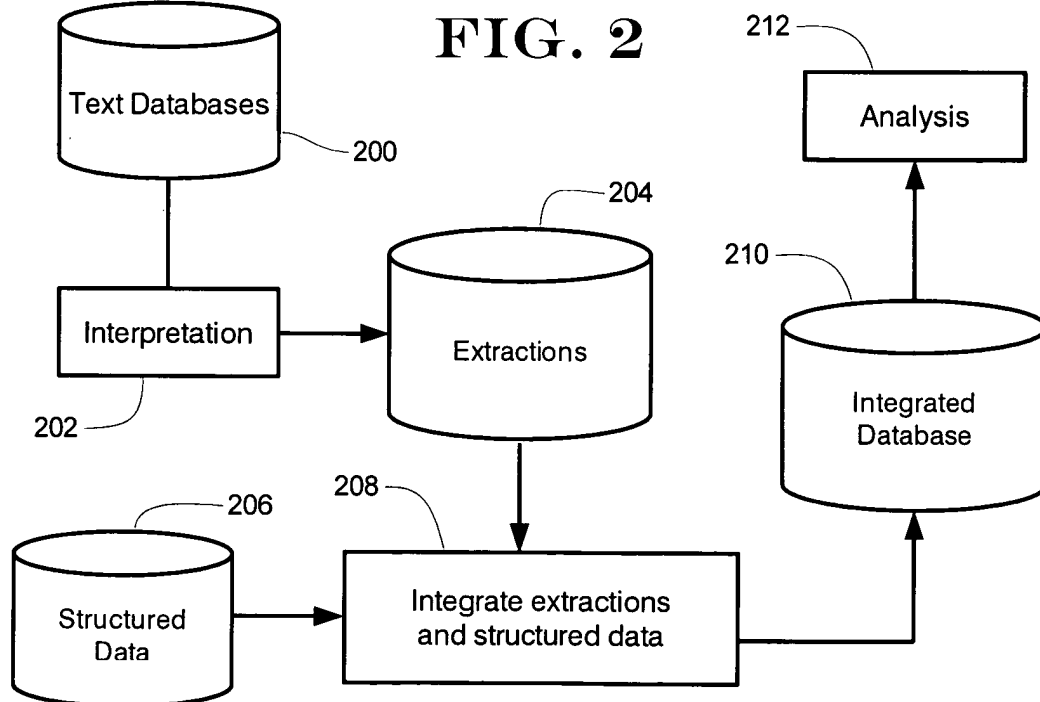 FIG. 2
Text Databases
200
Interpretation
202
204
Extractions
206
Structured
Data
208
Integrate extractions
and structured data
210
Integrated
Database
212
Analysis